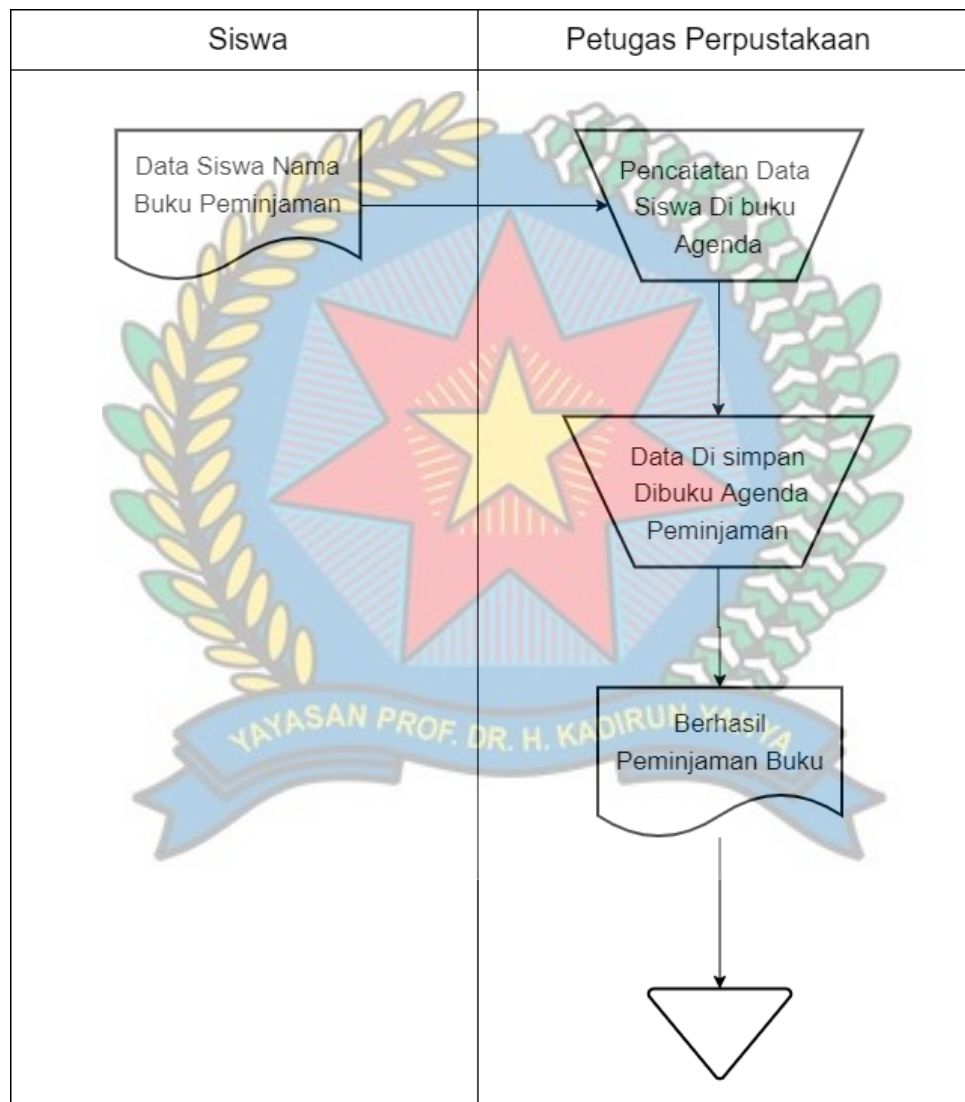 Siswa
Petugas Perpustakaan
Data Siswa Nama
Buku Peminjaman
Pencatatan Data
Siswa Di buku
Agenda
Data Di simpan
Dibuku Agenda
Peminjaman
Berhasil
Peminjaman Buku
YAYASAN PROF. DR. H. KADIRUN YAHYA